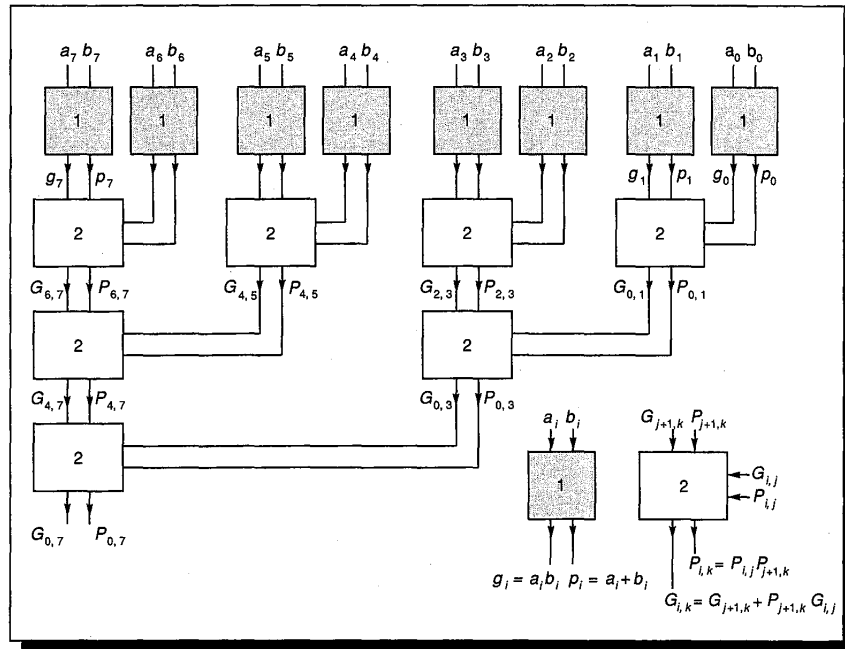 a7 b7 a6 b6 a5 b5 a4 b4 a3 b3 a2 b2 a1 b1 a0 b0
1 1 1 1 1 1 1 1
g7 p7 g1 p1 g0 p0
2 2 2 2
G6, 7 P6, 7 G4, 5 P4, 5 G2, 3 P2, 3 G0, 1 P0, 1
2 2
G4, 7 P4, 7 G0, 3 P0, 3
ai bi Gj+1, k Pj+1, k
2 1 2 Gi, j
Pi, j
G0, 7 P0, 7
Pi, k = Pi, j Pj+1, k
gi = ai bi pi = ai + bi
Gi, k = Gj+1, k + Pj+1, k Gi, j